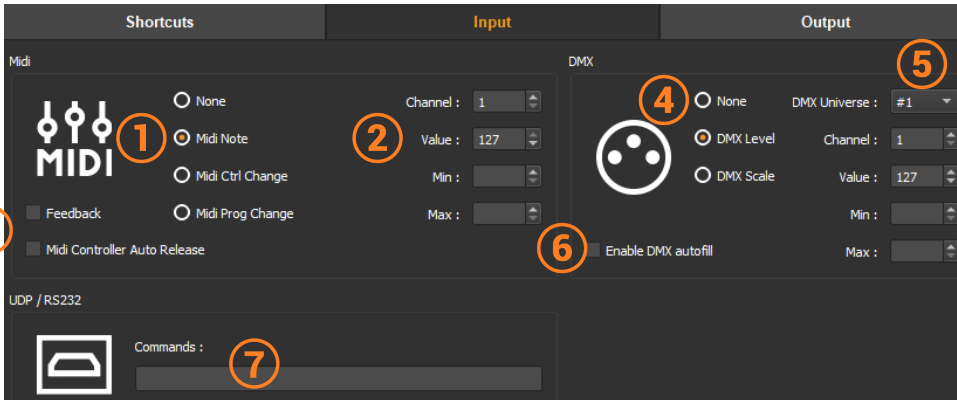 Shortcuts
Input
Output
Midi
DMX
5
None
Channel : 1
4
None
DMX Universe : #1
MIDI
1
Midi Note
2
Value : 127
DMX Level
Channel : 1
Midi Ctrl Change
Min :
DMX Scale
Value : 127
Feedback
Midi Prog Change
Max :
Min :
Midi Controller Auto Release
6
Enable DMX autofill
Max :
UDP / RS232
Commands :
7